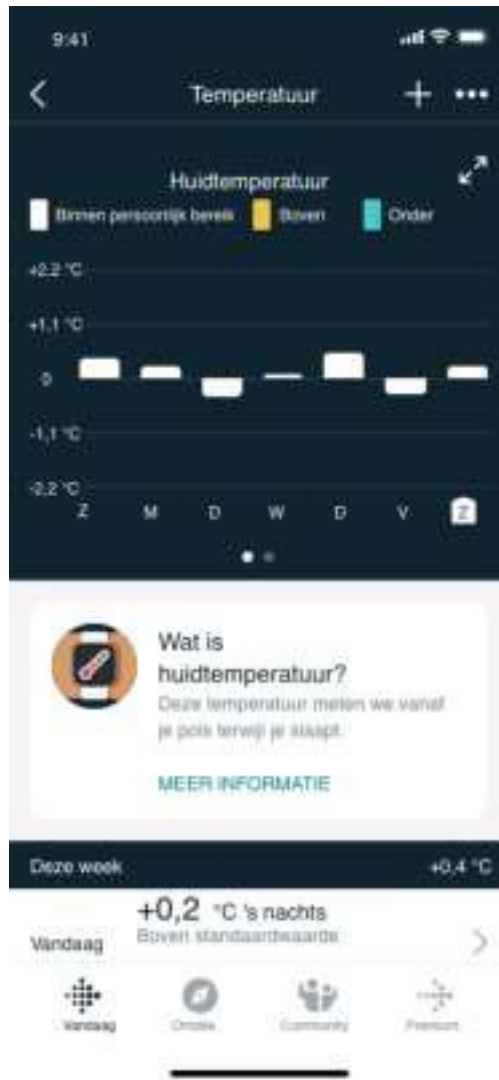 9:41
Temperatuur
Huidtemperatuur
Binnen persoonlijk bereik Boven Onder
+2,2 °C
+1,1 °C
0
-1,1 °C
-2,2 °C
Z M D W D V Z
Wat is
huidtemperatuur?
Deze temperatuur meten we vanaf
je pols terwijl je slaapt.
MEER INFORMATIE
Deze week +0,4 °C
+0,2 °C 's nachts
Vandaag Boven standaardwaarde
Vandaag Ontdek Community Premium